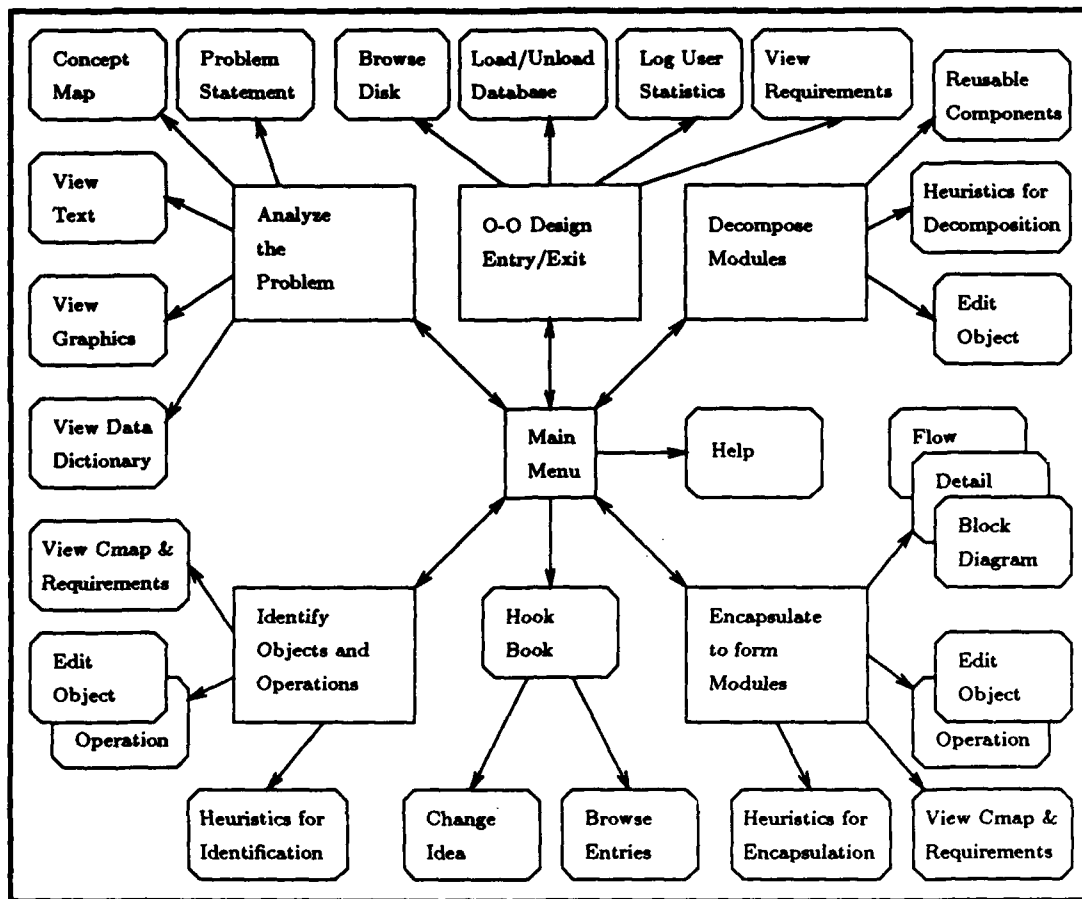 Concept
Map
Problem
Statement
Browse
Disk
Load/Unload
Database
Log User
Statistics
View
Requirements
Reusable
Components
View
Text
Analyze
the
Problem
O-O Design
Entry/Exit
Decompose
Modules
Heuristics for
Decomposition
View
Graphics
Edit
Object
View Data
Dictionary
Main
Menu
Help
Flow
Detail
Block
Diagram
View Cmap &
Requirements
Identify
Objects and
Operations
Hook
Book
Encapsulate
to form
Modules
Edit
Object
Operation
Edit
Object
Operation
Heuristics for
Identification
Change
Idea
Browse
Entries
Heuristics for
Encapsulation
View Cmap &
Requirements